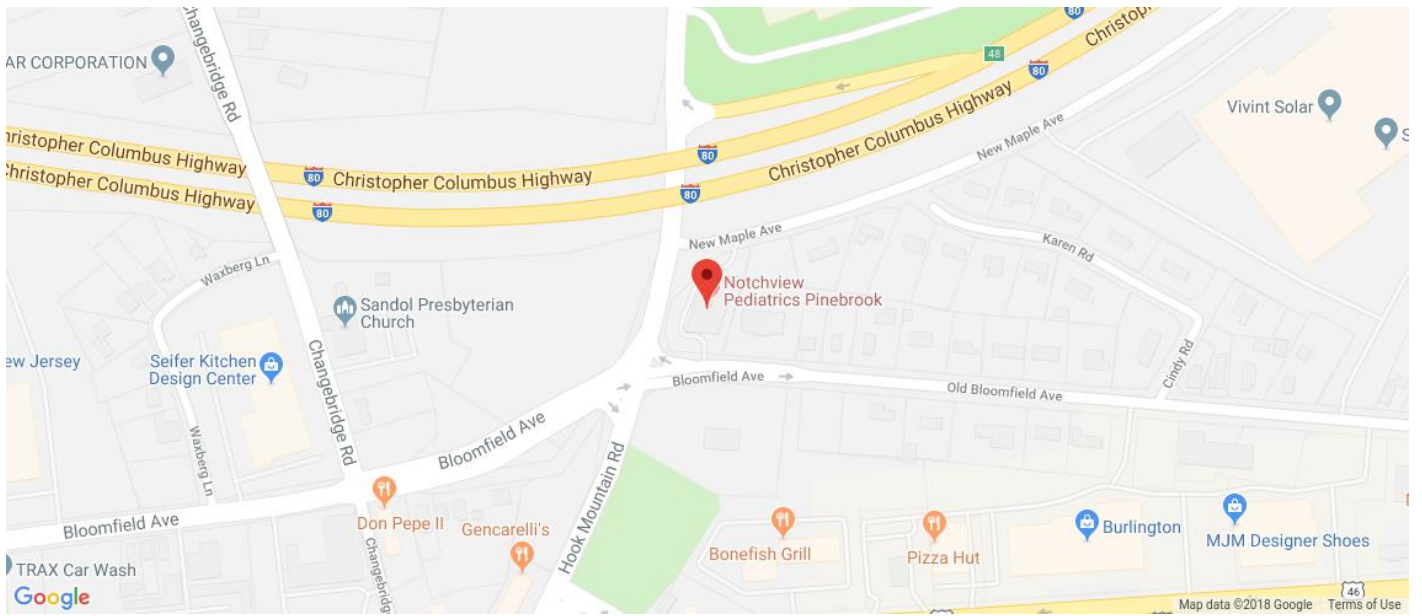 Changebridge Rd
AR CORPORATION
48
80
80
Christopher
Christopher Columbus Highway
Vivint Solar
New Maple Ave
S
hristopher Columbus Highway
80
Christopher Columbus Highway
80
Christopher Columbus Highway
80
80
New Maple Ave
Karen Rd
Waxberg Ln
Notchview
Pediatrics Pinebrook
Sandol Presbyterian
Church
ew Jersey
Seifer Kitchen
Design Center
Changebridge Rd
Cindy Rd
Bloomfield Ave
Old Bloomfield Ave
Bloomfield Ave
Waxberg Ln
Hook Mountain Rd
Bloomfield Ave
Don Pepe II
Gencarelli's
Changebridge Rd
Bonefish Grill
Pizza Hut
Burlington
MJM Designer Shoes
TRAX Car Wash
Google
46
Map data ©2018 Google
Terms of Use